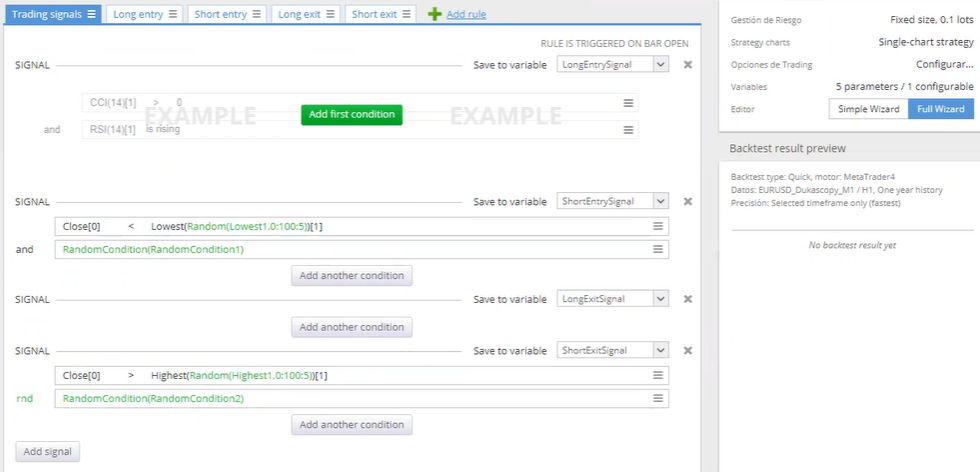 Trading signals Long entry Short entry Long exit Short exit Add rule
RULE IS TRIGGERED ON BAR OPEN
SIGNAL Save to variable LongEntrySignal
CCI(14)[1] > 0
EXAMPLE Add first condition EXAMPLE
and RSI(14)[1] is rising
SIGNAL Save to variable ShortEntrySignal
Close[0] < Lowest(Random(Lowest1,0:100:5))[1]
and RandomCondition(RandomCondition1)
Add another condition
SIGNAL Save to variable LongExitSignal
Add another condition
SIGNAL Save to variable ShortExitSignal
Close[0] > Highest(Random(Highest1,0:100:5))[1]
rnd RandomCondition(RandomCondition2)
Add another condition
Add signal
Gestión de Riesgo Fixed size, 0.1 lots
Strategy charts Single-chart strategy
Opciones de Trading Configurar...
Variables 5 parameters / 1 configurable
Editor Simple Wizard Full Wizard
Backtest result preview
Backtest type: Quick, motor: MetaTrader4
Datos: EURUSD_Dukascopy_M1 / H1, One year history
Precisión: Selected timeframe only (fastest)
No backtest result yet